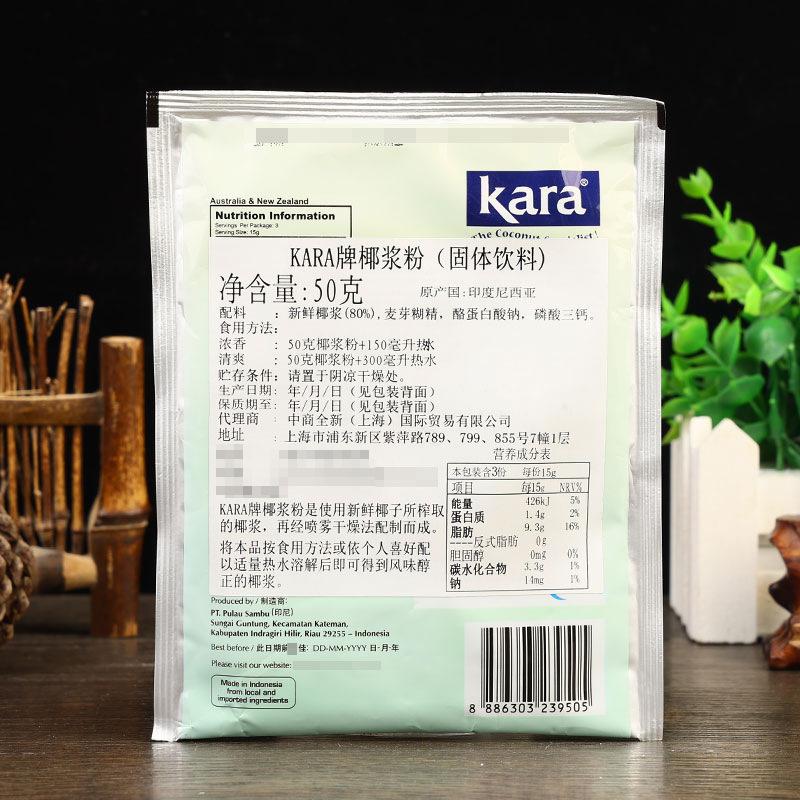 kara®
The Coconut Specialist!
Australia & New Zealand
Nutrition Information
Servings Per Package: 3
Serving Size: 15g
KARA牌椰浆粉（固体饮料）
净含量:50克 原产国:印度尼西亚
配料 : 新鲜椰浆(80%),麦芽糊精，酪蛋白酸钠，磷酸三钙。
食用方法:
浓香 : 50克椰浆粉+150毫升热水
清爽 : 50克椰浆粉+300毫升热水
贮存条件: 请置于阴凉干燥处。
生产日期: 年/月/日（见包装背面）
保质期至: 年/月/日（见包装背面）
代理商 : 中商全新（上海）国际贸易有限公司
地址 : 上海市浦东新区紫萍路789、799、855号7幢1层
营养成分表
本包装含3份 每份15g
项目 每15g NRV%
能量 426kJ 5%
蛋白质 1.4g 2%
脂肪 9.3g 16%
----反式脂肪 0g
胆固醇 0mg 0%
碳水化合物 3.3g 1%
钠 14mg 1%
KARA牌椰浆粉是使用新鲜椰子所榨取
的椰浆，再经喷雾干燥法配制而成。
将本品按食用方法或依个人喜好配
以适量热水溶解后即可得到风味醇
正的椰浆。
Produced by / 制造商:
PT. Pulau Sambu (印尼)
Sungai Guntung, Kecamatan Kateman,
Kabupaten Indragiri Hilir, Riau 29255 – Indonesia
Best before / 此日期前 佳: DD-MM-YYYY 日-月-年
Please visit our website:
Made in Indonesia
from local and
imported ingredients
8 886303 239505